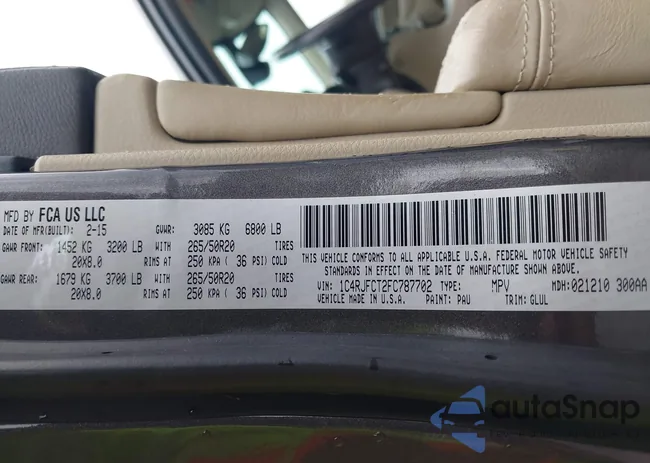 MFD BY FCA US LLC
DATE OF MFR(BUILT): 2-15 GVWR: 3085 KG 6800 LB
GAWR FRONT: 1452 KG 3200 LB WITH 265/50R20 TIRES
20X8.0 RIMS AT 250 KPA ( 36 PSI) COLD
GAWR REAR: 1679 KG 3700 LB WITH 265/50R20 TIRES
20X8.0 RIMS AT 250 KPA ( 36 PSI) COLD
THIS VEHICLE CONFORMS TO ALL APPLICABLE U.S.A. FEDERAL MOTOR VEHICLE SAFETY
STANDARDS IN EFFECT ON THE DATE OF MANUFACTURE SHOWN ABOVE.
VIN: 1C4RJFCT2FC787702 TYPE: MPV MDH: 021210 300AA
VEHICLE MADE IN U.S.A. PAINT: PAU TRIM: GLUL
autoSnap